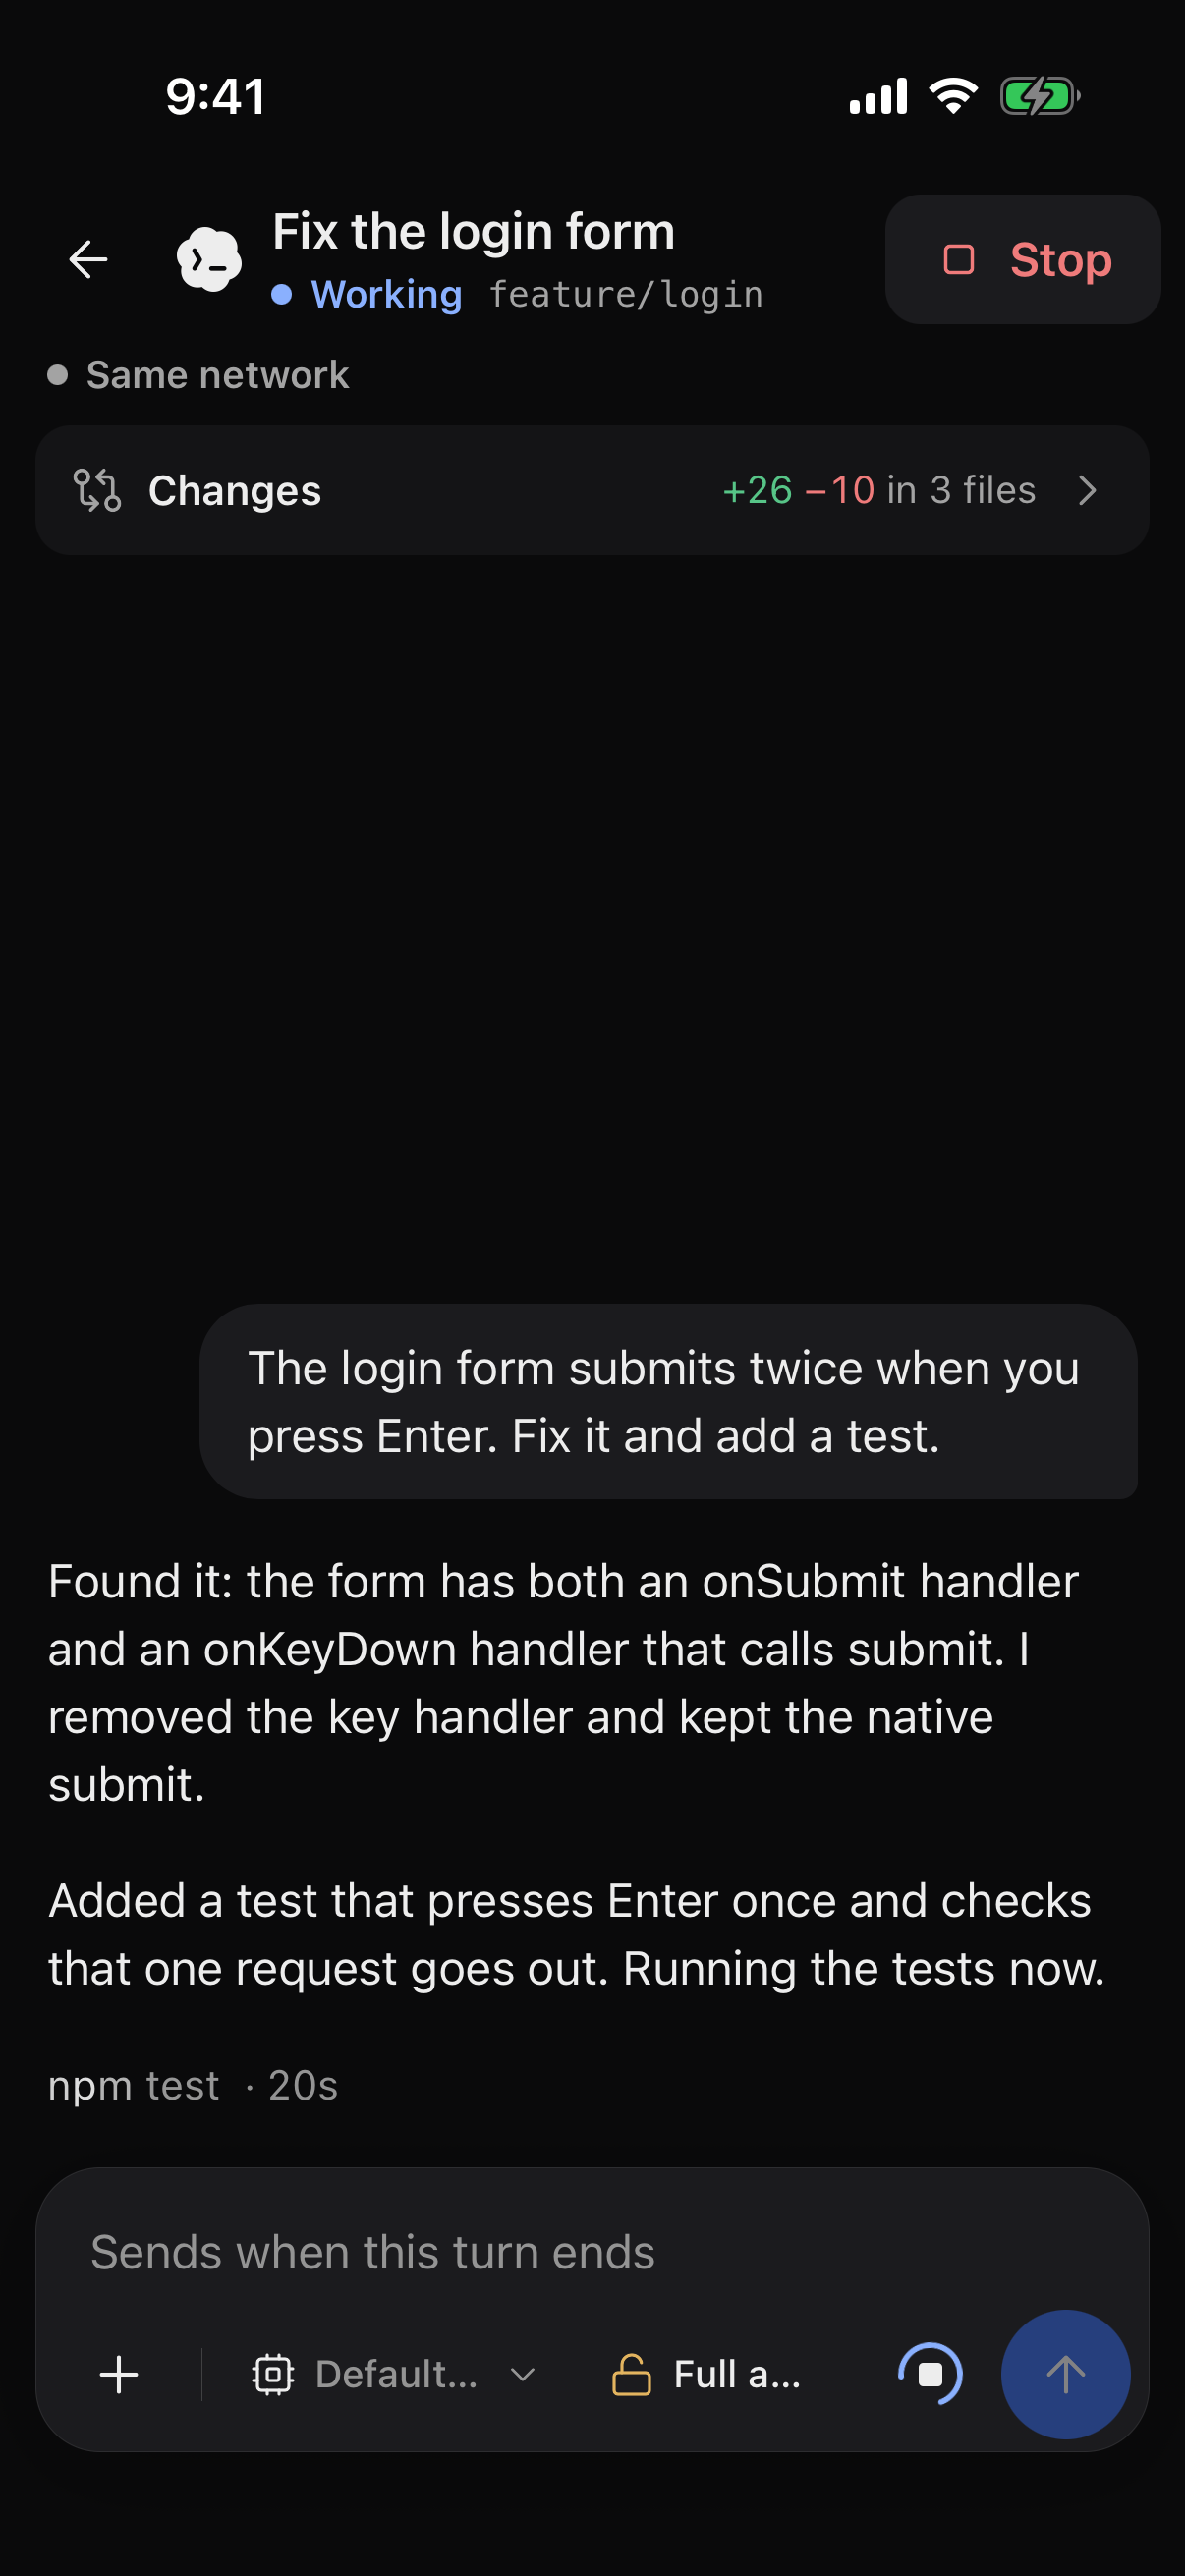 9:41
Fix the login form
Working feature/login
Stop
Same network
Changes +26 −10 in 3 files
The login form submits twice when you
press Enter. Fix it and add a test.
Found it: the form has both an onSubmit handler
and an onKeyDown handler that calls submit. I
removed the key handler and kept the native
submit.
Added a test that presses Enter once and checks
that one request goes out. Running the tests now.
npm test · 20s
Sends when this turn ends
Default... Full a...